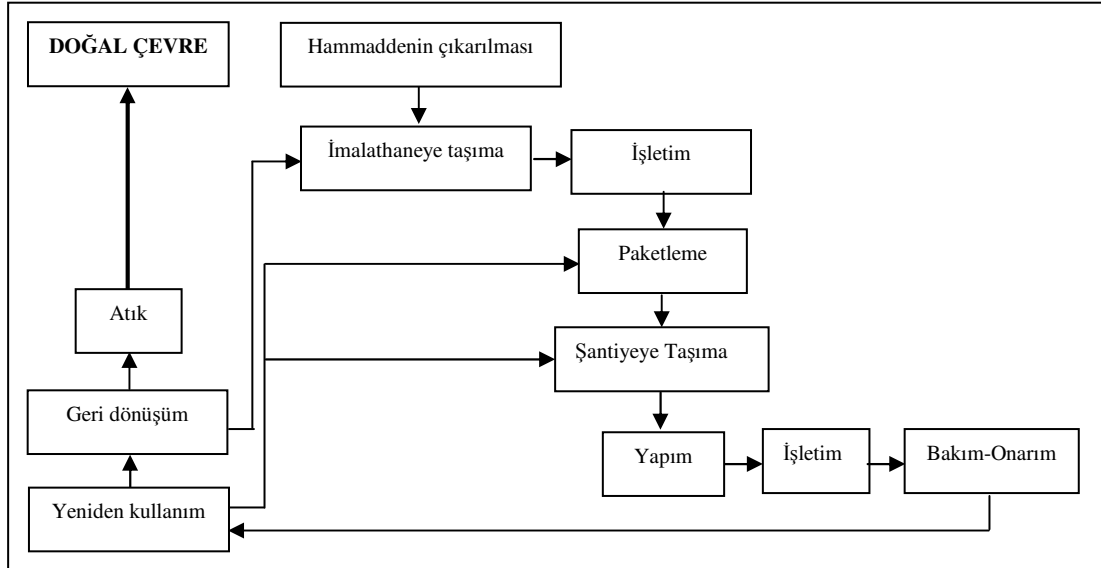 DOĞAL ÇEVRE
Hammaddenin çıkarılması
İmalathaneye taşıma
İşletim
Paketleme
Atık
Şantiyeye Taşıma
Geri dönüşüm
Yapım
İşletim
Bakım-Onarım
Yeniden kullanım